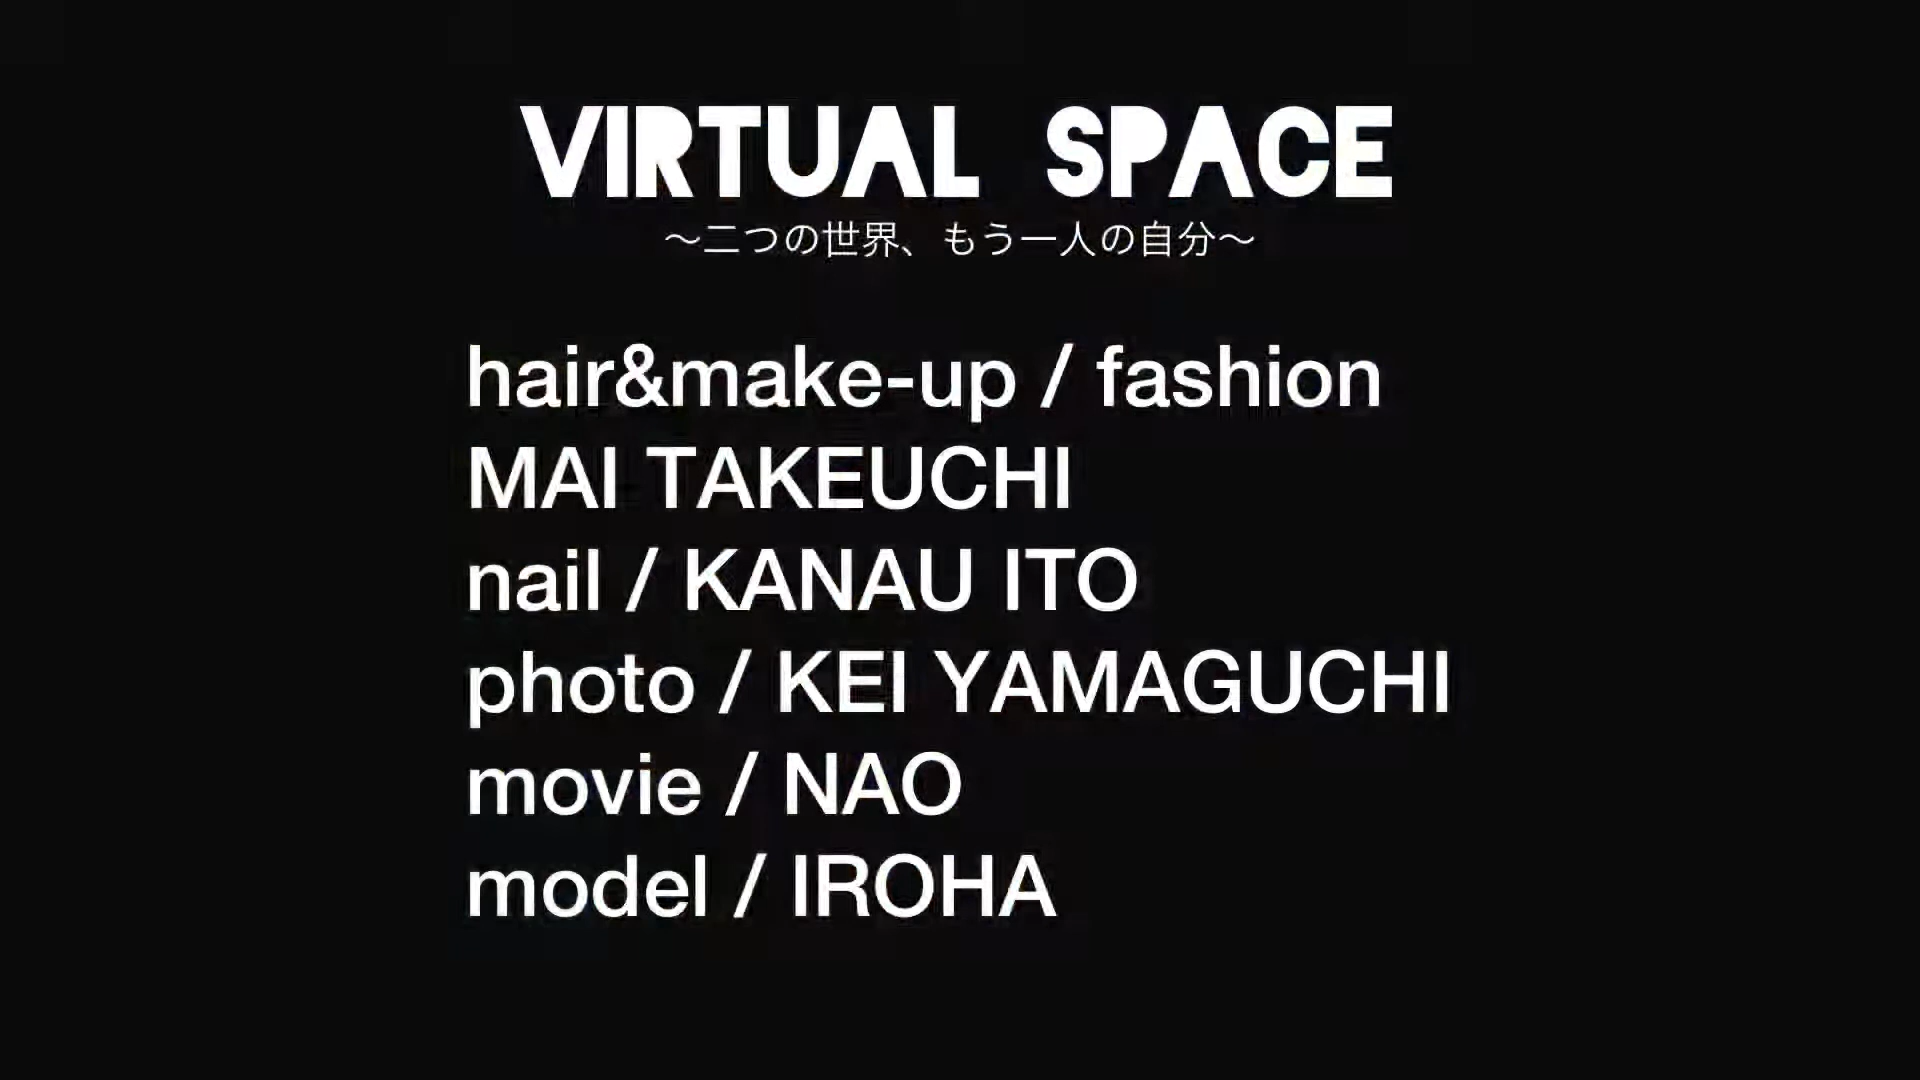 VIRTUAL SPACE
〜二つの世界、もう一人の自分〜
hair&make-up / fashion
MAI TAKEUCHI
nail / KANAU ITO
photo / KEI YAMAGUCHI
movie / NAO
model / IROHA